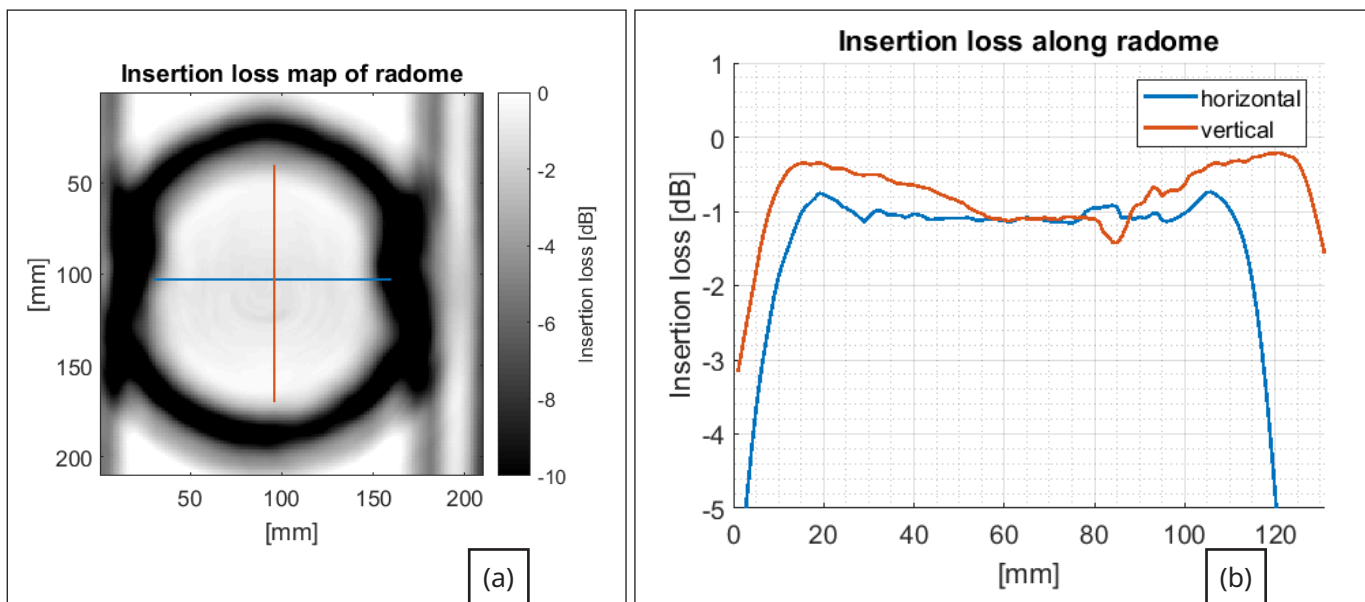 Insertion loss map of radome
50
100
150
200
[mm]
50
100
150
200
[mm]
0
-2
-4
-6
-8
-10
Insertion loss [dB]
(a)
Insertion loss along radome
1
0
-1
-2
-3
-4
-5
Insertion loss [dB]
0
20
40
60
80
100
120
[mm]
horizontal
vertical
(b)